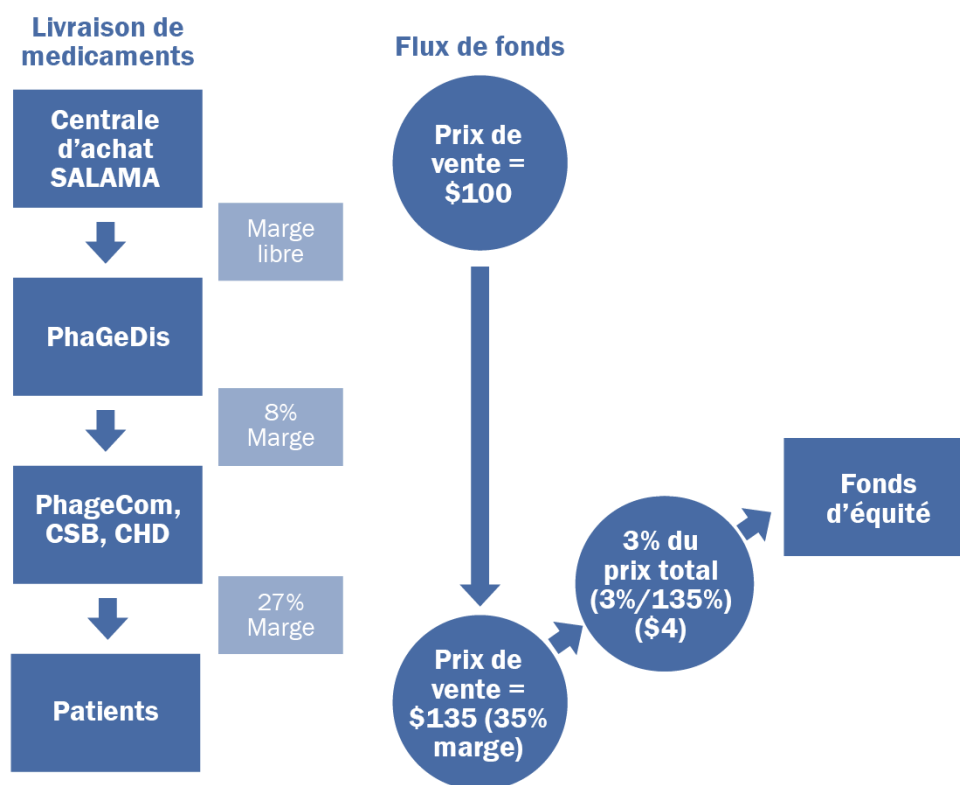 Livraison de
medicaments
Centrale
d'achat
SALAMA
Marge
libre
PhaGeDis
8%
Marge
PhageCom,
CSB, CHD
27%
Marge
Patients
Flux de fonds
Prix de
vente =
$100
Prix de
vente =
$135 (35%
marge)
3% du
prix total
(3%/135%)
($4)
Fonds
d'équité